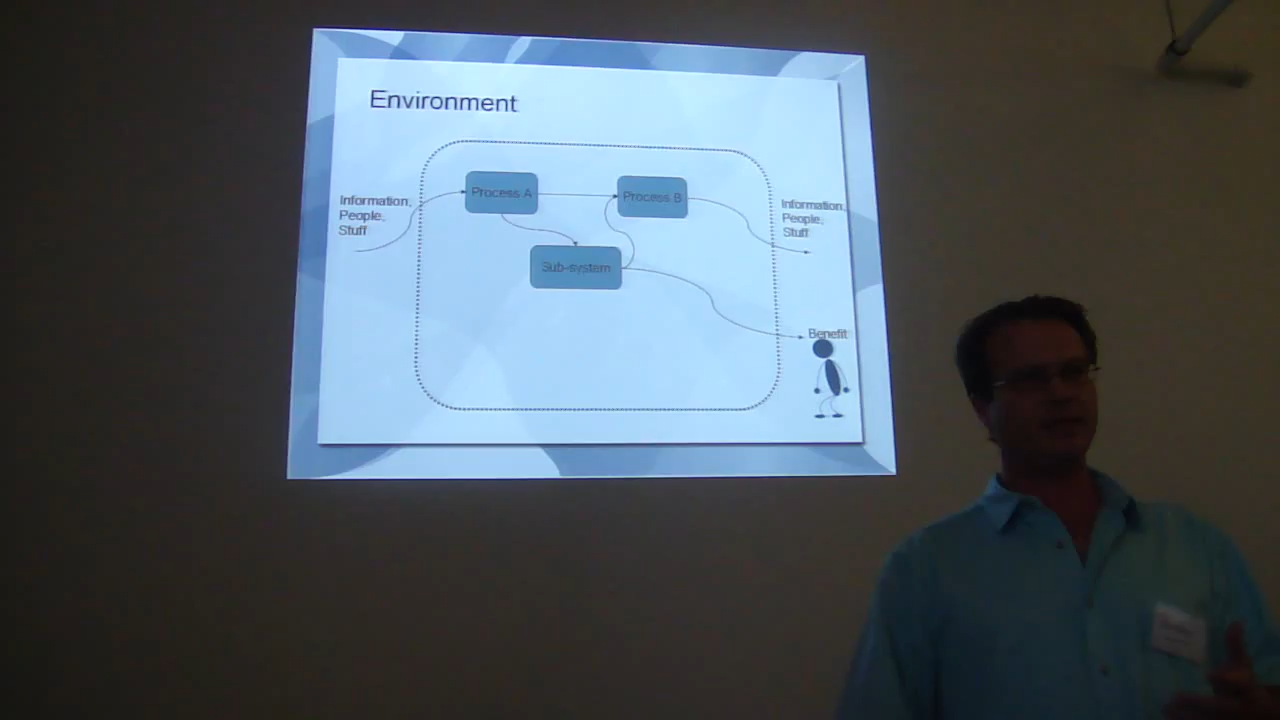 Environment
Information,
People,
Stuff
Process A
Process B
Information,
People,
Stuff
Sub-system
Benefit